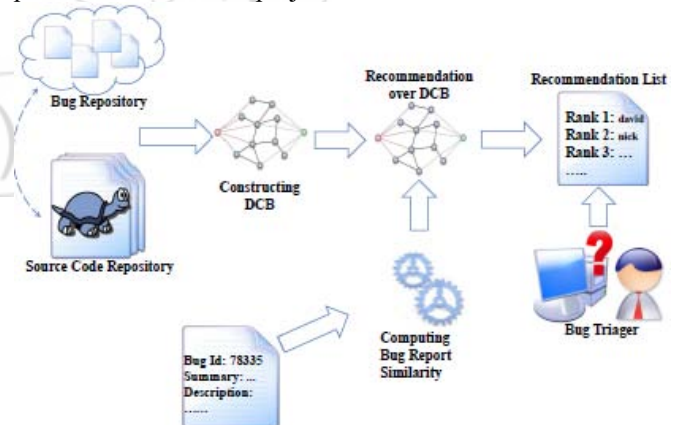 Bug Repository
Source Code Repository
Constructing
DCB
Recommendation
over DCB
Recommendation List
Rank 1: david
Rank 2: nick
Rank 3: ...
.....
Bug Triager
Computing
Bug Report
Similarity
Bug Id: 78335
Summary: ...
Description:
......